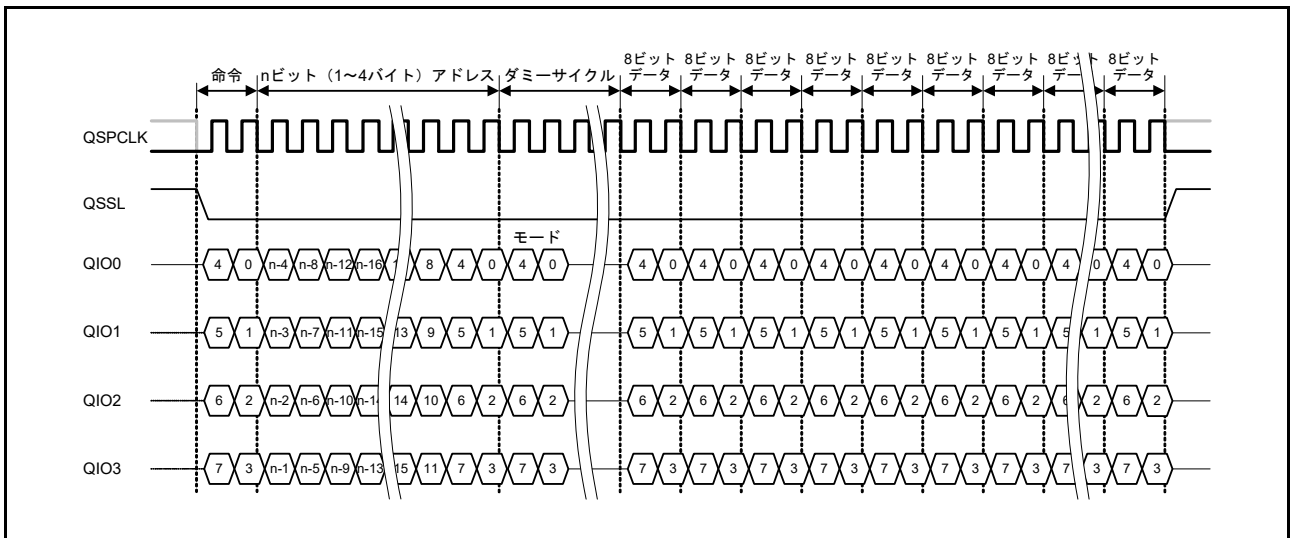 8ビット 8ビット 8ビット 8ビット 8ビット 8ビット 8ビット 8ビット 8ビット
命令 nビット（1～4バイト）アドレス ダミーサイクル データ データ データ データ データ データ データ データ データ
QSPCLK
QSSL
モード
QIO0 4 0 n-4 n-8 n-12 n-16 8 4 0 4 0 4 0 4 0 4 0 4 0 4 0 4 0 4 0 4 0 4 0
QIO1 5 1 n-3 n-7 n-11 n-15 13 9 5 1 5 1 5 1 5 1 5 1 5 1 5 1 5 1 5 1 5 1 5 1
QIO2 6 2 n-2 n-6 n-10 n-14 14 10 6 2 6 2 6 2 6 2 6 2 6 2 6 2 6 2 6 2 6 2 6 2
QIO3 7 3 n-1 n-5 n-9 n-13 15 11 7 3 7 3 7 3 7 3 7 3 7 3 7 3 7 3 7 3 7 3 7 3